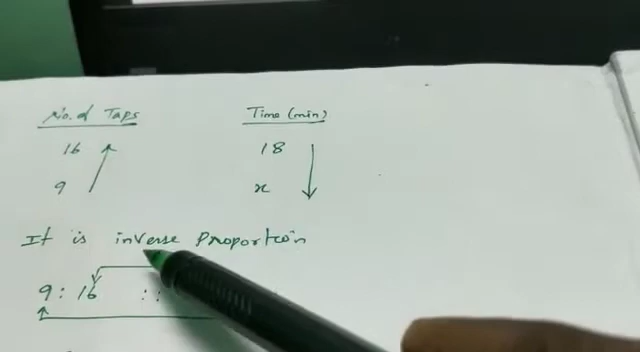 No. of Taps Time (min)
16 18
9 x
It is inverse proportion
9 : 16 ::